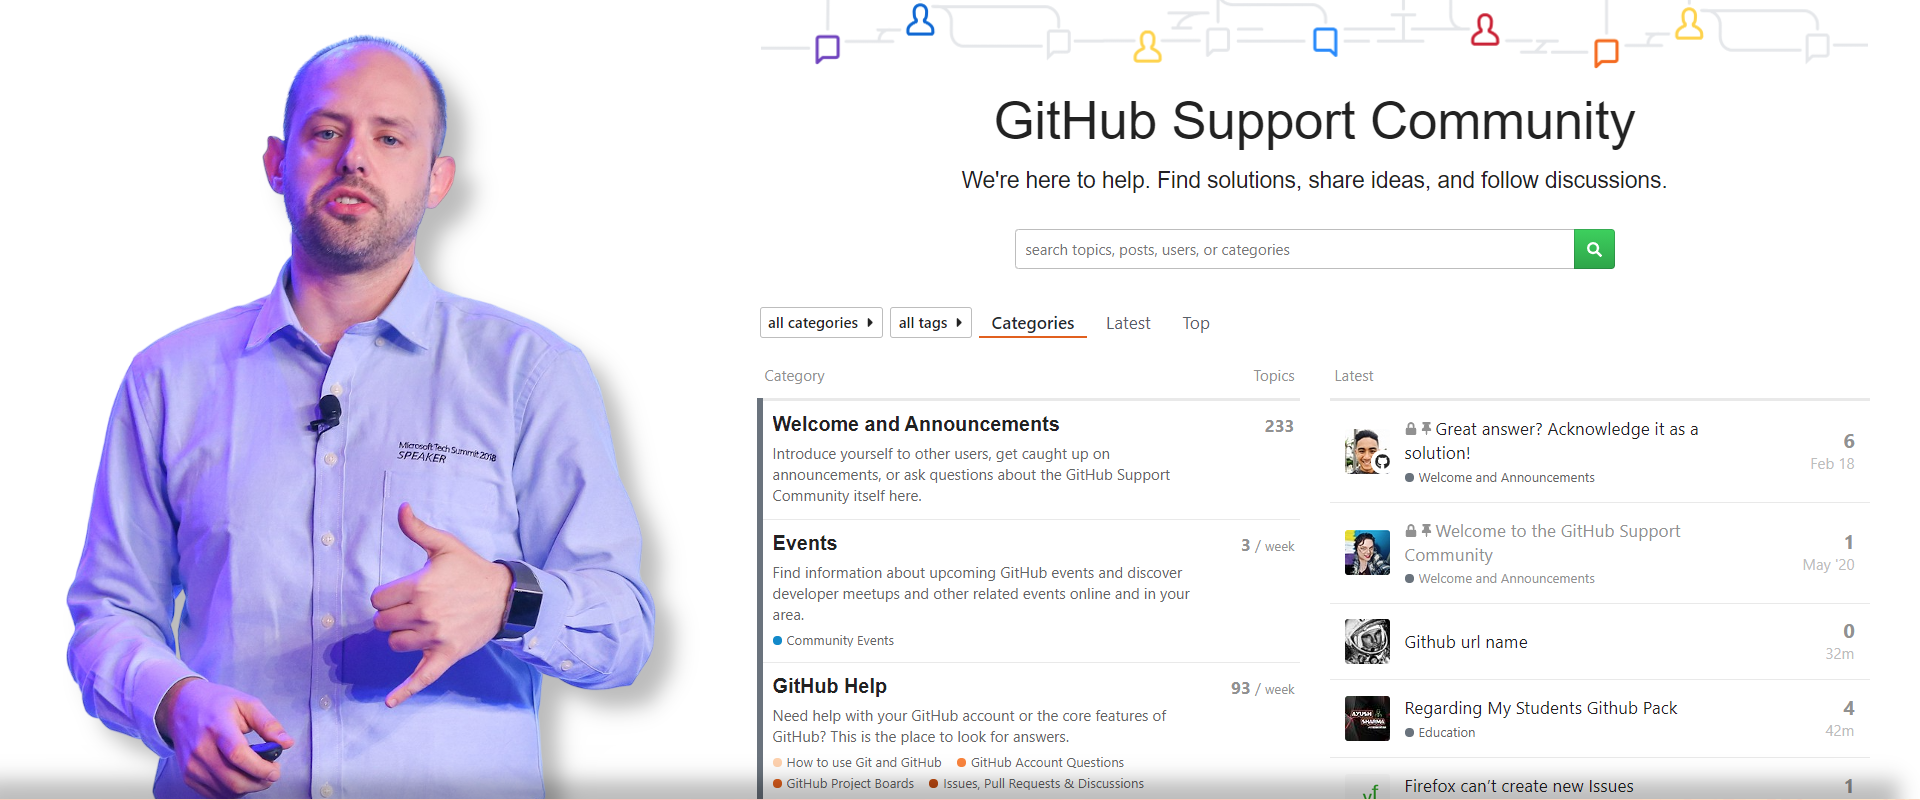 Microsoft Tech Summit 2018
SPEAKER
GitHub Support Community
We're here to help. Find solutions, share ideas, and follow discussions.
search topics, posts, users, or categories
all categories
all tags
Categories
Latest
Top
Category
Topics
Welcome and Announcements
233
Introduce yourself to other users, get caught up on
announcements, or ask questions about the GitHub Support
Community itself here.
Events
3 / week
Find information about upcoming GitHub events and discover
developer meetups and other related events online and in your
area.
Community Events
GitHub Help
93 / week
Need help with your GitHub account or the core features of
GitHub? This is the place to look for answers.
How to use Git and GitHub
GitHub Account Questions
GitHub Project Boards
Issues, Pull Requests & Discussions
Latest
Great answer? Acknowledge it as a
solution!
Welcome and Announcements
6
Feb 18
Welcome to the GitHub Support
Community
Welcome and Announcements
1
May '20
Github url name
0
32m
AYUSH
SHARMA
Regarding My Students Github Pack
Education
4
42m
Firefox can't create new Issues
1